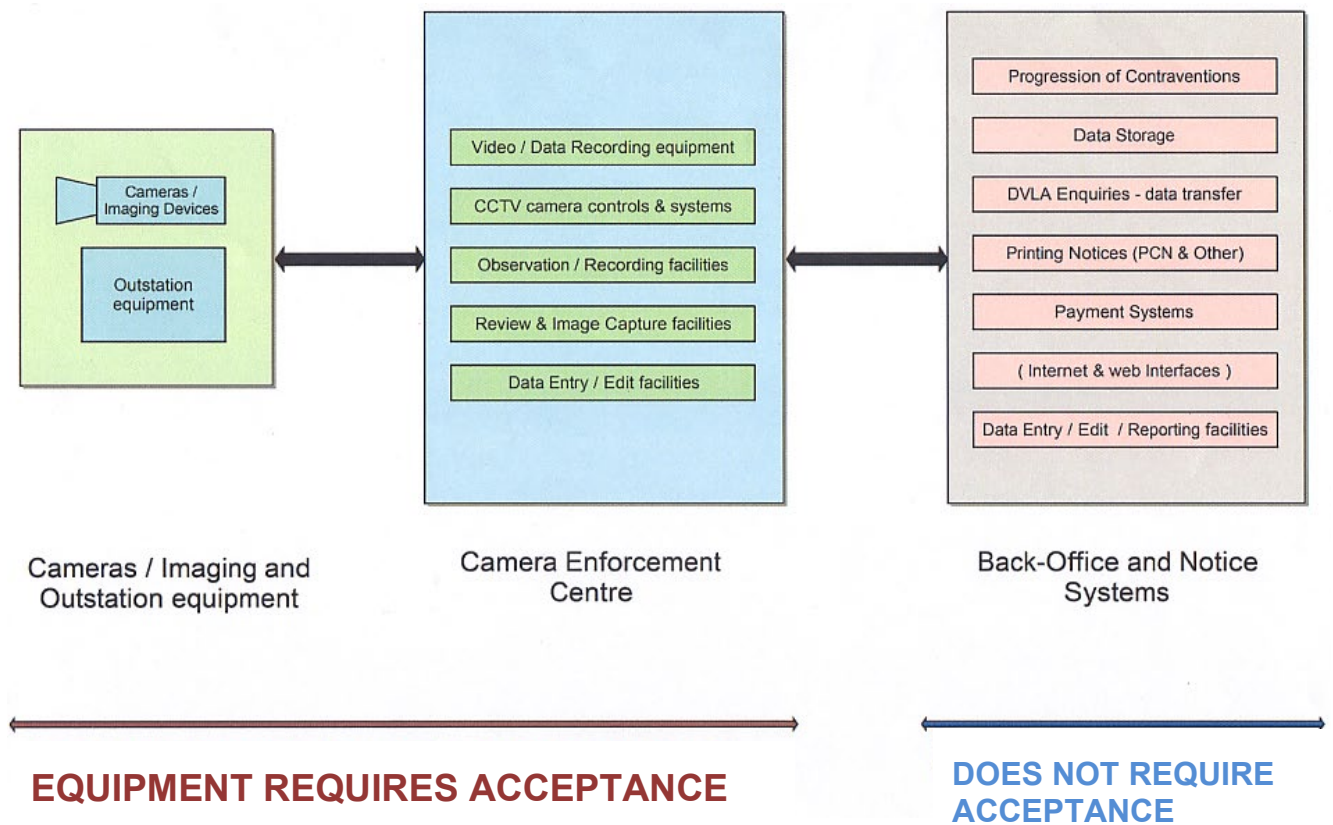 Cameras /
Imaging Devices
Outstation
equipment
Cameras / Imaging and
Outstation equipment
Video / Data Recording equipment
CCTV camera controls & systems
Observation / Recording facilities
Review & Image Capture facilities
Data Entry / Edit facilities
Camera Enforcement
Centre
Progression of Contraventions
Data Storage
DVLA Enquiries - data transfer
Printing Notices (PCN & Other)
Payment Systems
( Internet & web Interfaces )
Data Entry / Edit / Reporting facilities
Back-Office and Notice
Systems
EQUIPMENT REQUIRES ACCEPTANCE
DOES NOT REQUIRE
ACCEPTANCE